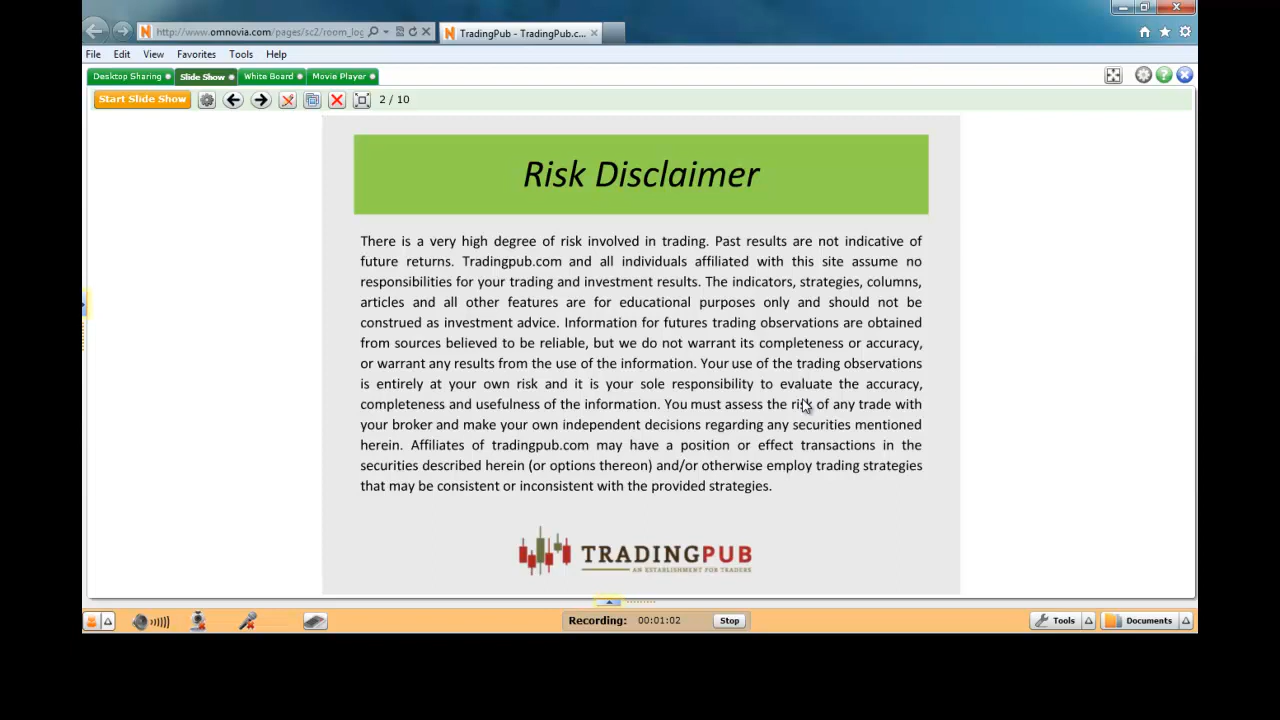 http://www.omnovia.com/pages/sc2/room_log
TradingPub - TradingPub.c...
File Edit View Favorites Tools Help
Desktop Sharing Slide Show White Board Movie Player
Start Slide Show 2 / 10
Risk Disclaimer
There is a very high degree of risk involved in trading. Past results are not indicative of
future returns. Tradingpub.com and all individuals affiliated with this site assume no
responsibilities for your trading and investment results. The indicators, strategies, columns,
articles and all other features are for educational purposes only and should not be
construed as investment advice. Information for futures trading observations are obtained
from sources believed to be reliable, but we do not warrant its completeness or accuracy,
or warrant any results from the use of the information. Your use of the trading observations
is entirely at your own risk and it is your sole responsibility to evaluate the accuracy,
completeness and usefulness of the information. You must assess the risk of any trade with
your broker and make your own independent decisions regarding any securities mentioned
herein. Affiliates of tradingpub.com may have a position or effect transactions in the
securities described herein (or options thereon) and/or otherwise employ trading strategies
that may be consistent or inconsistent with the provided strategies.
TRADINGPUB
AN ESTABLISHMENT FOR TRADERS
Recording: 00:01:02 Stop Tools Documents